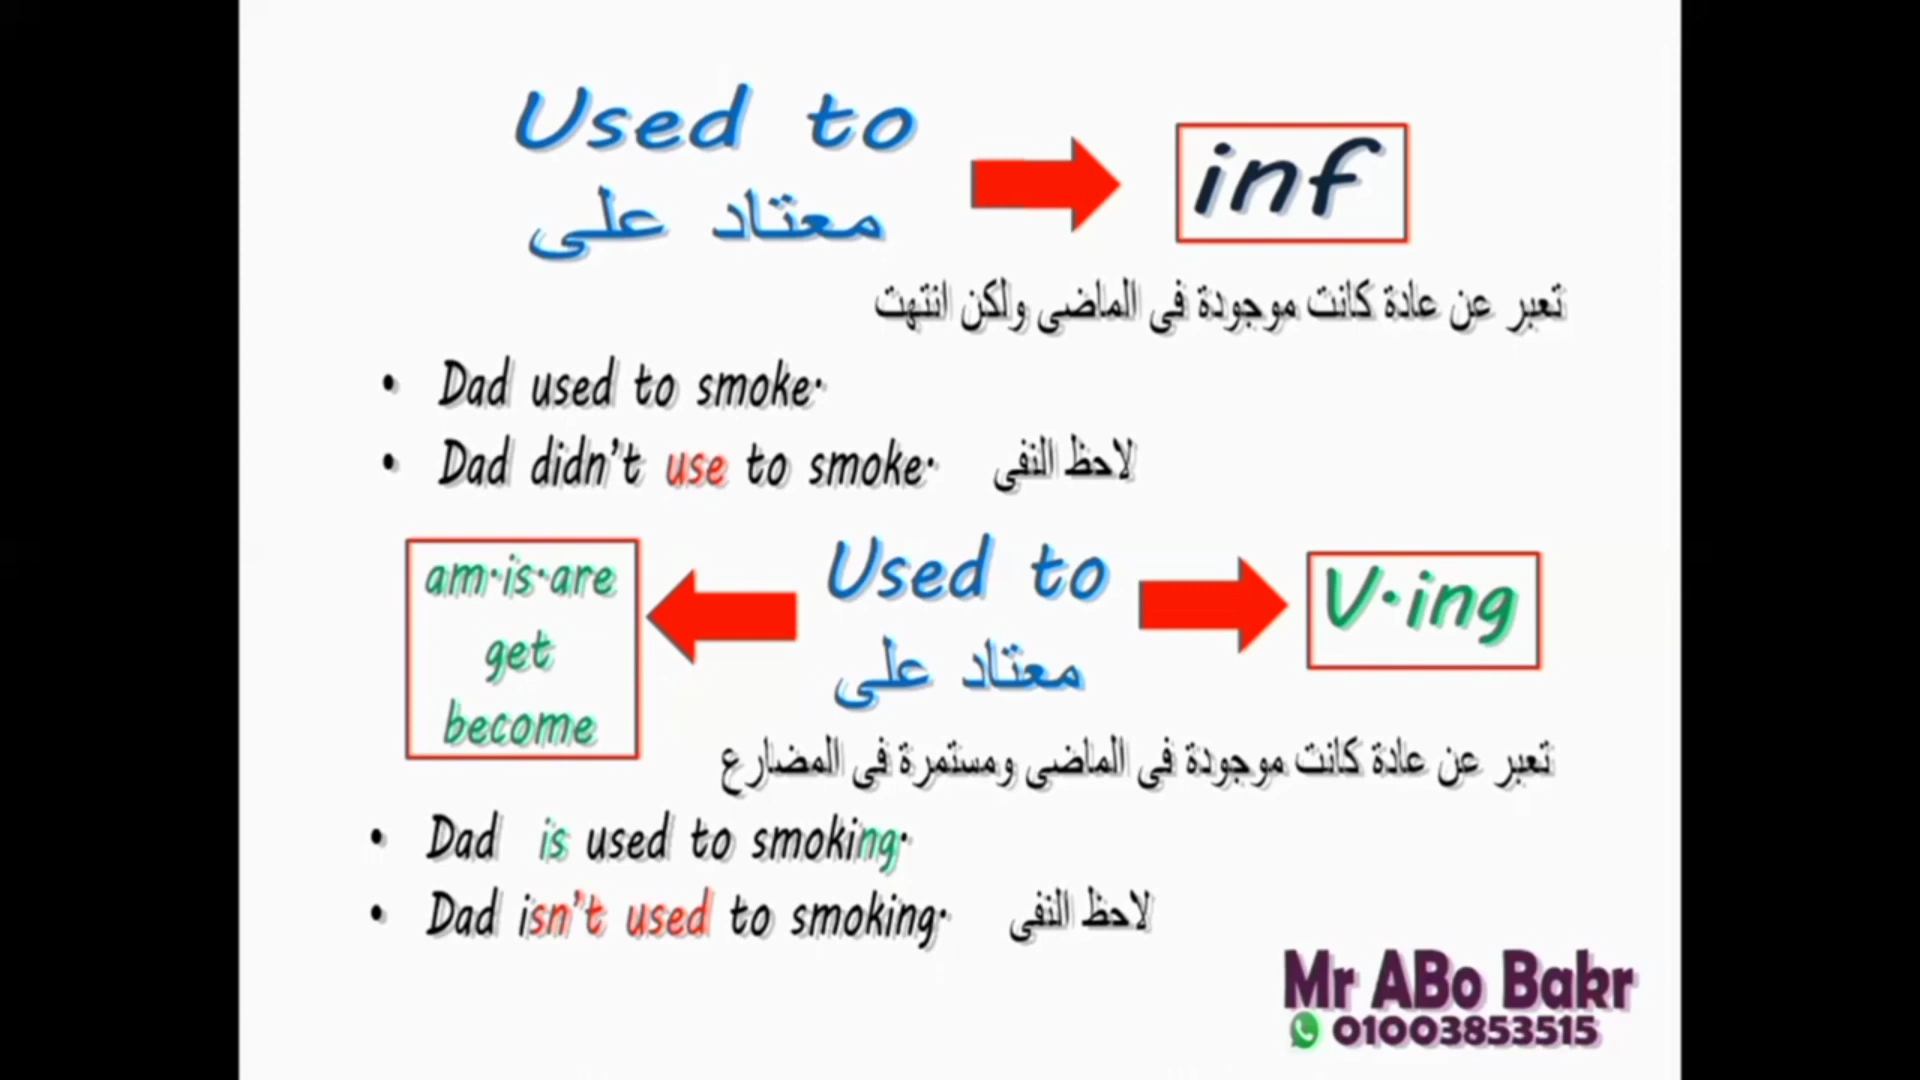 Used to
معتاد على
inf
تعبر عن عادة كانت موجودة فى الماضى ولكن انتهت
• Dad used to smoke.
• Dad didn't use to smoke. لاحظ النفى
am.is.are
get
become
Used to
معتاد على
V.ing
تعبر عن عادة كانت موجودة فى الماضى ومستمرة فى المضارع
• Dad is used to smoking.
• Dad isn't used to smoking. لاحظ النفى
Mr ABo Bakr
01003853515